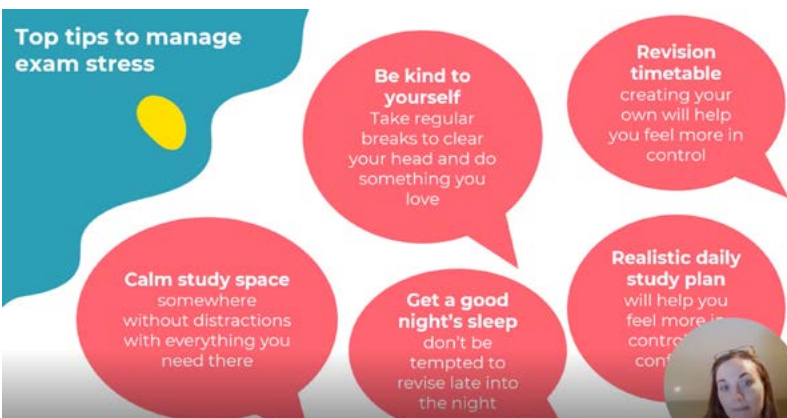 Top tips to manage
exam stress
Be kind to
yourself
Take regular
breaks to clear
your head and do
something you
love
Revision
timetable
creating your
own will help
you feel more in
control
Calm study space
somewhere
without distractions
with everything you
need there
Get a good
night's sleep
don't be
tempted to
revise late into
the night
Realistic daily
study plan
will help you
feel more